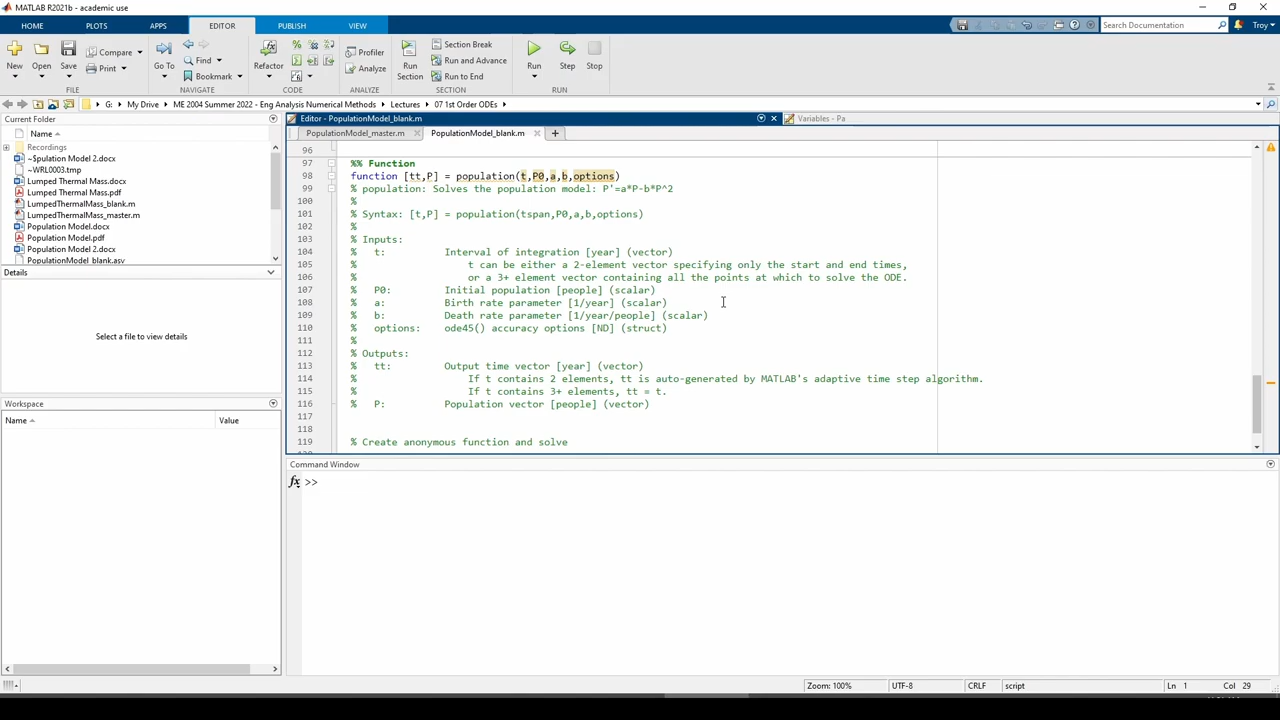 MATLAB R2021b - academic use
HOME PLOTS APPS EDITOR PUBLISH VIEW
Search Documentation Troy
New Open Save Compare Print
Go To Find Bookmark
Refactor
Profiler Analyze
Run Section Section Break Run and Advance Run to End
Run Step Stop
FILE NAVIGATE CODE ANALYZE SECTION RUN
G: My Drive ME 2004 Summer 2022 - Eng Analysis Numerical Methods Lectures 07 1st Order ODEs
Current Folder
Name
Recordings
~$pulation Model 2.docx
~WRL0003.tmp
Lumped Thermal Mass.docx
Lumped Thermal Mass.pdf
LumpedThermalMass_blank.m
LumpedThermalMass_master.m
Population Model.docx
Population Model.pdf
Population Model 2.docx
PopulationModel_blank.asv
Details
Select a file to view details
Workspace
Name Value
Editor - PopulationModel_blank.m Variables - Pa
PopulationModel_master.m PopulationModel_blank.m +
96
97 %% Function
98 function [tt,P] = population(t,P0,a,b,options)
99 % population: Solves the population model: P'=a*P-b*P^2
100 %
101 % Syntax: [t,P] = population(tspan,P0,a,b,options)
102 %
103 % Inputs:
104 % t: Interval of integration [year] (vector)
105 % t can be either a 2-element vector specifying only the start and end times,
106 % or a 3+ element vector containing all the points at which to solve the ODE.
107 % P0: Initial population [people] (scalar)
108 % a: Birth rate parameter [1/year] (scalar)
109 % b: Death rate parameter [1/year/people] (scalar)
110 % options: ode45() accuracy options [ND] (struct)
111 %
112 % Outputs:
113 % tt: Output time vector [year] (vector)
114 % If t contains 2 elements, tt is auto-generated by MATLAB's adaptive time step algorithm.
115 % If t contains 3+ elements, tt = t.
116 % P: Population vector [people] (vector)
117
118
119 % Create anonymous function and solve
Command Window
fx >>
Zoom: 100% UTF-8 CRLF script Ln 1 Col 29